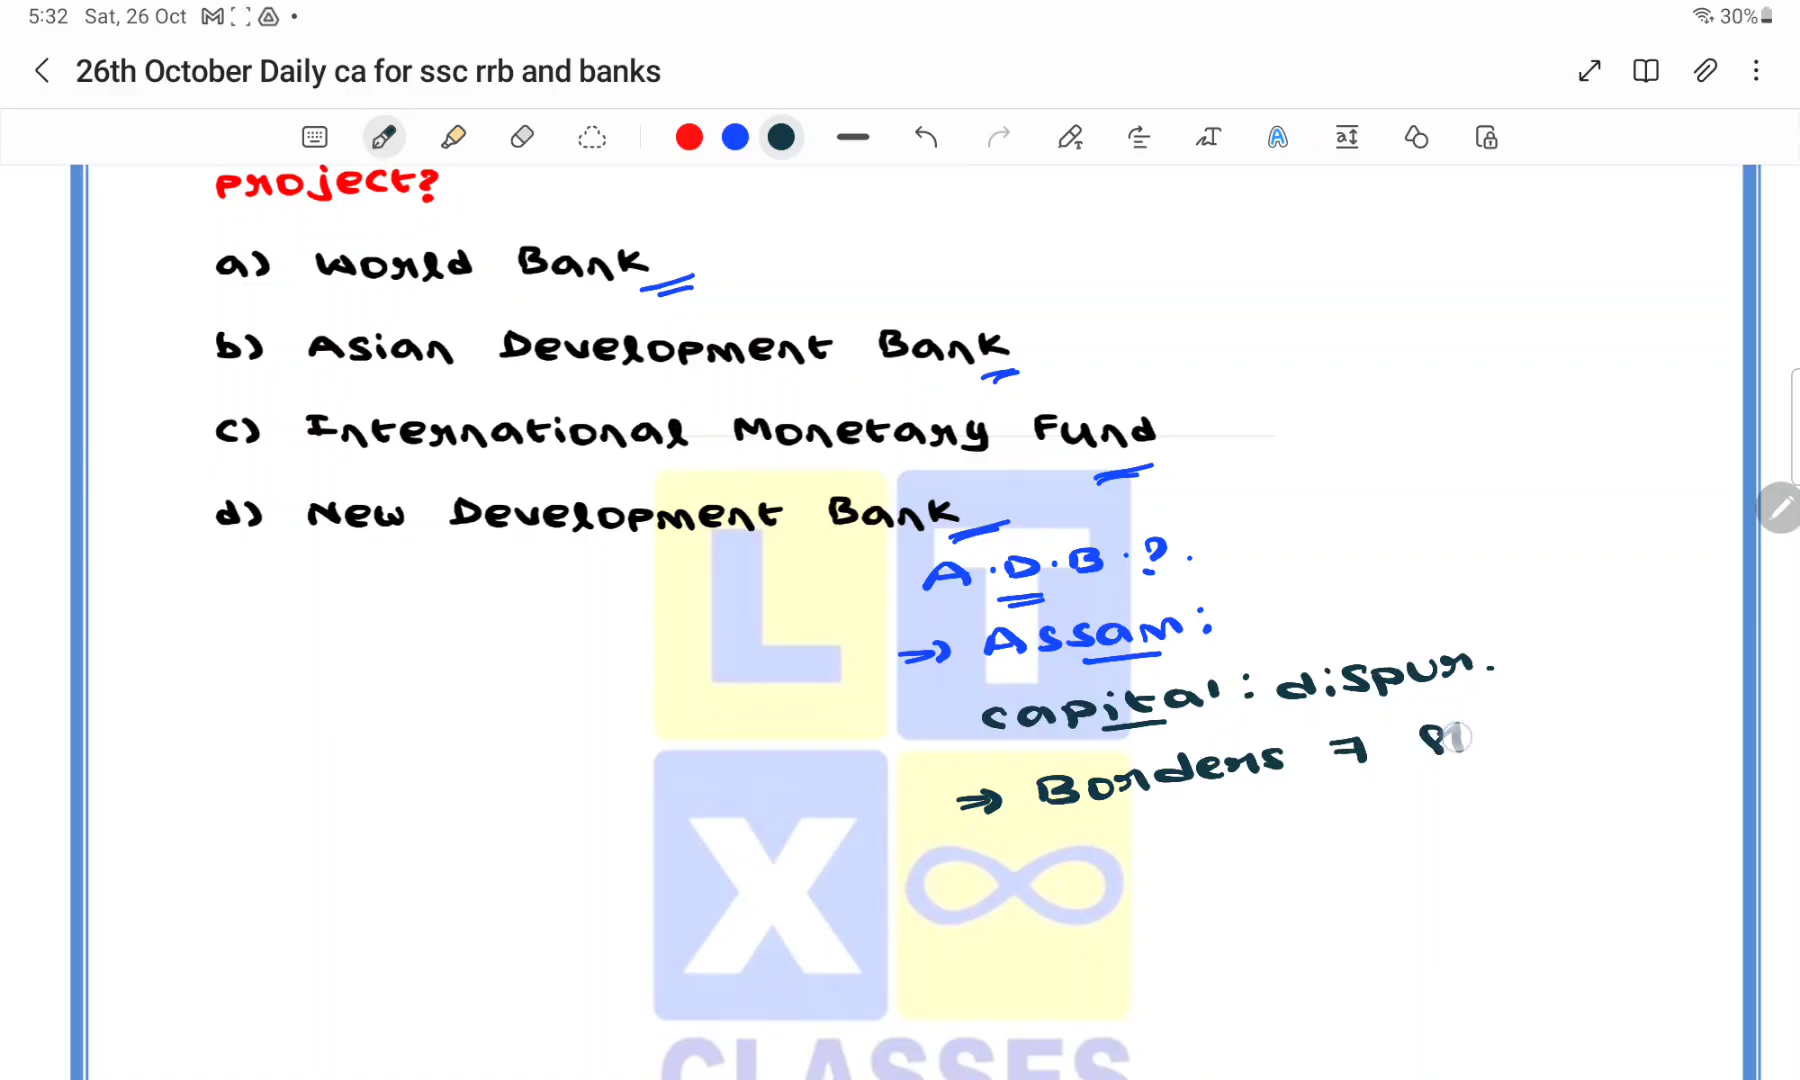 5:32 Sat, 26 Oct
30%
26th October Daily ca for ssc rrb and banks
project?
a) World Bank
b) Asian Development Bank
c) International Monetary Fund
d) New Development Bank
A.D.B.?.
⇒ Assam:
capital: dispur.
⇒ Borders 7
L T
X ∞
CLASSES